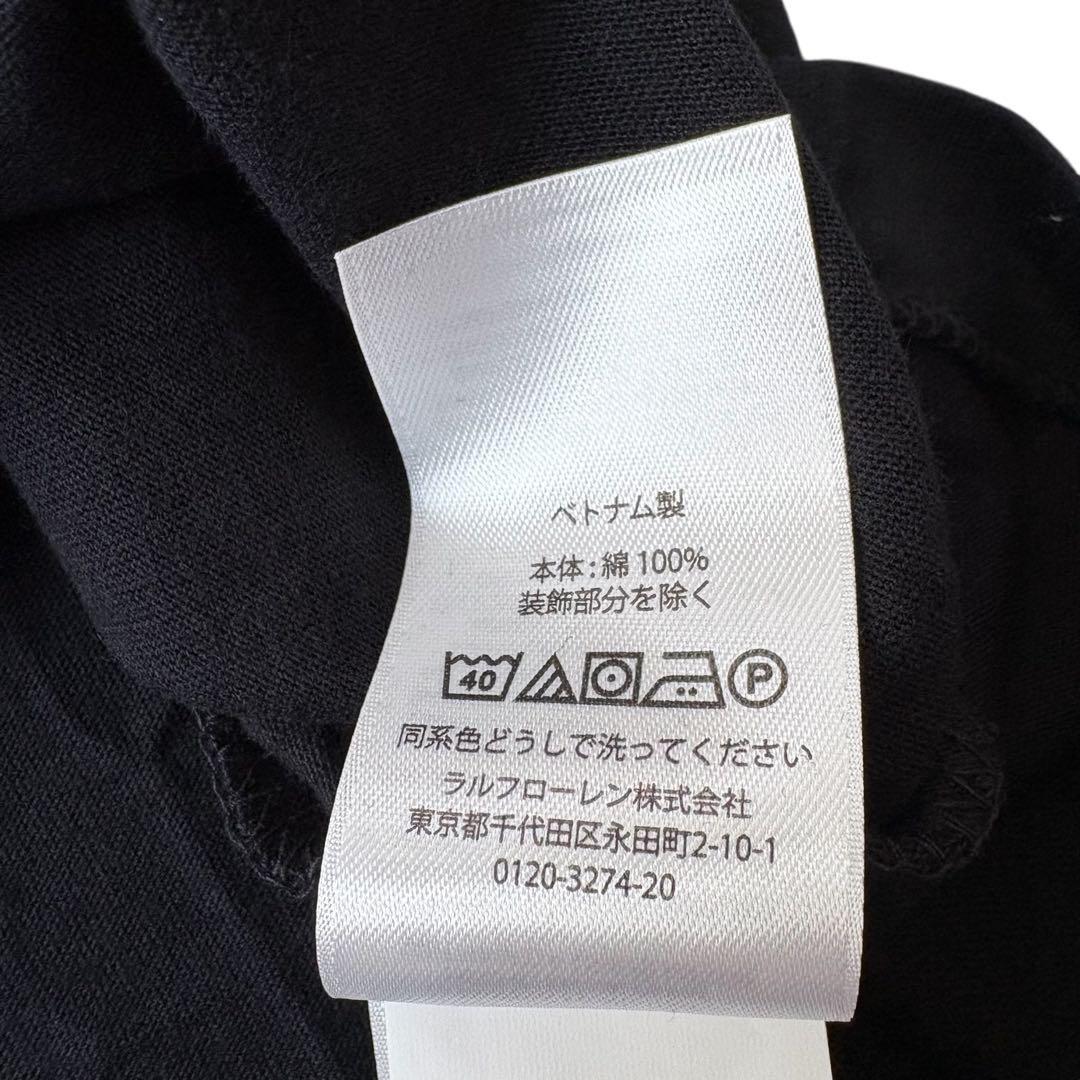 ベトナム製
本体:綿100%
装飾部分を除く
40 P
同系色どうしで洗ってください
ラルフローレン株式会社
東京都千代田区永田町2-10-1
0120-3274-20